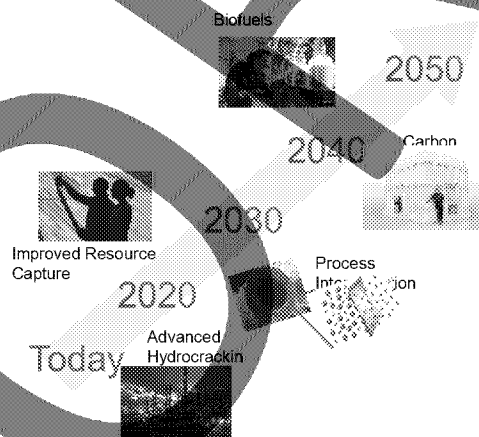 Biofuels
2050
2040
Carbon
2030
Improved Resource
Capture
Process
2020
Advanced
Hydrocrackin
Today